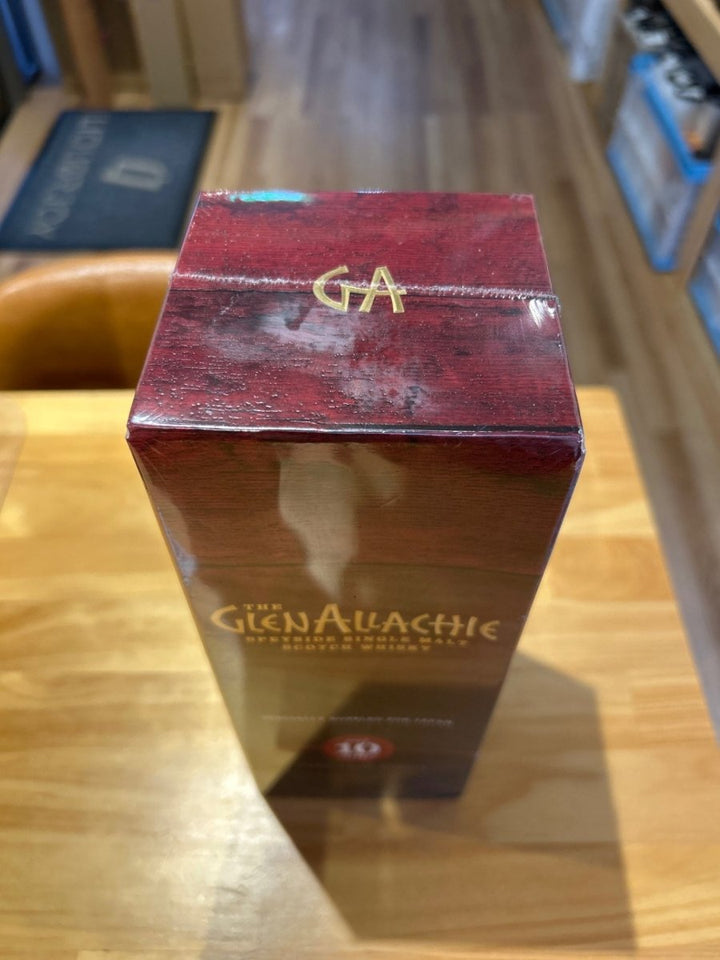 GA
THE
GLENALLACHIE
SPEYSIDE SINGLE MALT
SCOTCH WHISKY
10